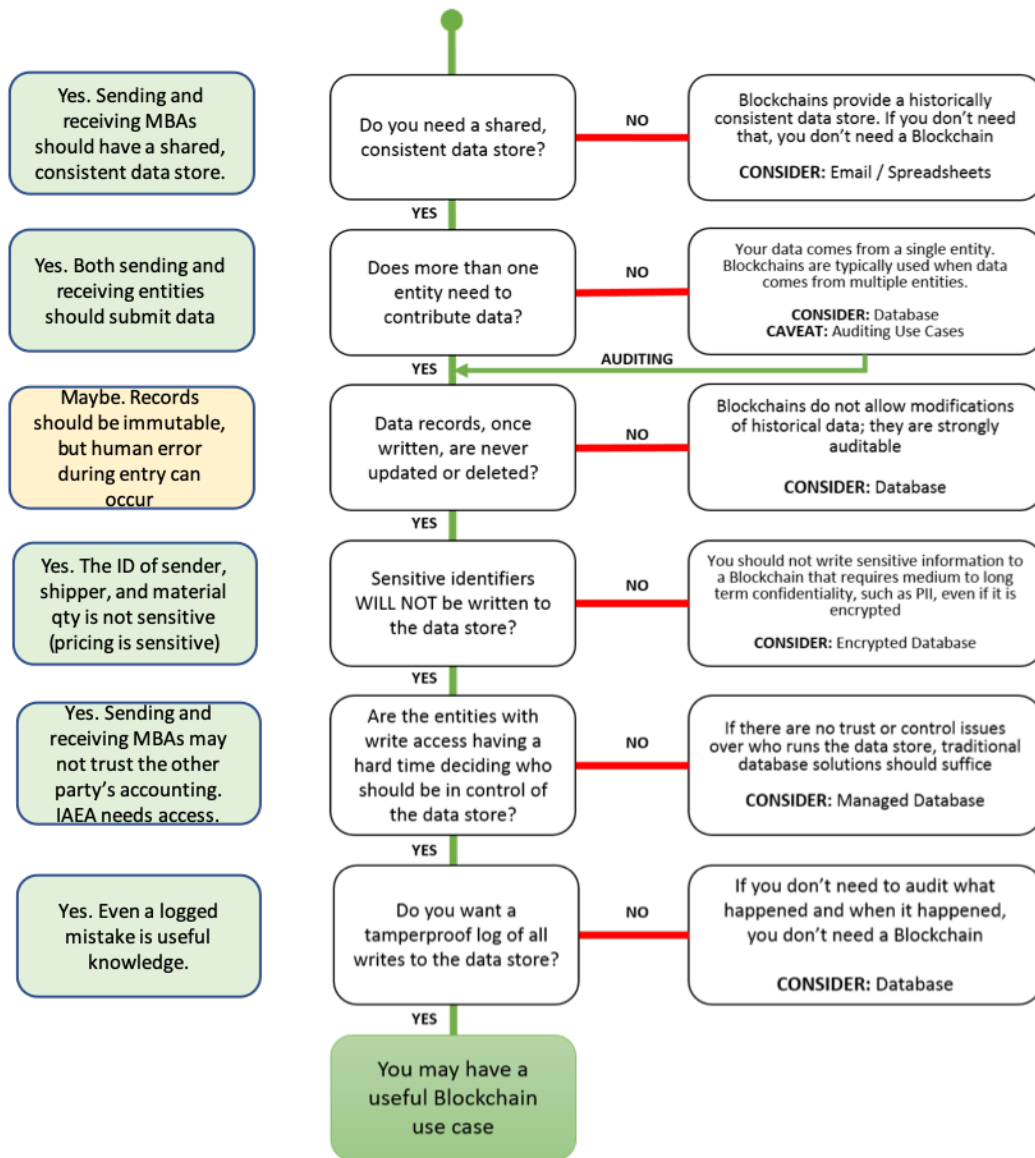 Yes. Sending and
receiving MBAs
should have a shared,
consistent data store.
Do you need a shared,
consistent data store?
NO
Blockchains provide a historically
consistent data store. If you don't need
that, you don't need a Blockchain
CONSIDER: Email / Spreadsheets
YES
Yes. Both sending and
receiving entities
should submit data
Does more than one
entity need to
contribute data?
NO
Your data comes from a single entity.
Blockchains are typically used when data
comes from multiple entities.
CONSIDER: Database
CAVEAT: Auditing Use Cases
AUDITING
YES
Maybe. Records
should be immutable,
but human error
during entry can
occur
Data records, once
written, are never
updated or deleted?
NO
Blockchains do not allow modifications
of historical data; they are strongly
auditable
CONSIDER: Database
YES
Yes. The ID of sender,
shipper, and material
qty is not sensitive
(pricing is sensitive)
Sensitive identifiers
WILL NOT be written to
the data store?
NO
You should not write sensitive information to
a Blockchain that requires medium to long
term confidentiality, such as PII, even if it is
encrypted
CONSIDER: Encrypted Database
YES
Yes. Sending and
receiving MBAs may
not trust the other
party's accounting.
IAEA needs access.
Are the entities with
write access having a
hard time deciding who
should be in control of
the data store?
NO
If there are no trust or control issues
over who runs the data store, traditional
database solutions should suffice
CONSIDER: Managed Database
YES
Yes. Even a logged
mistake is useful
knowledge.
Do you want a
tamperproof log of all
writes to the data store?
NO
If you don't need to audit what
happened and when it happened,
you don't need a Blockchain
CONSIDER: Database
YES
You may have a
useful Blockchain
use case